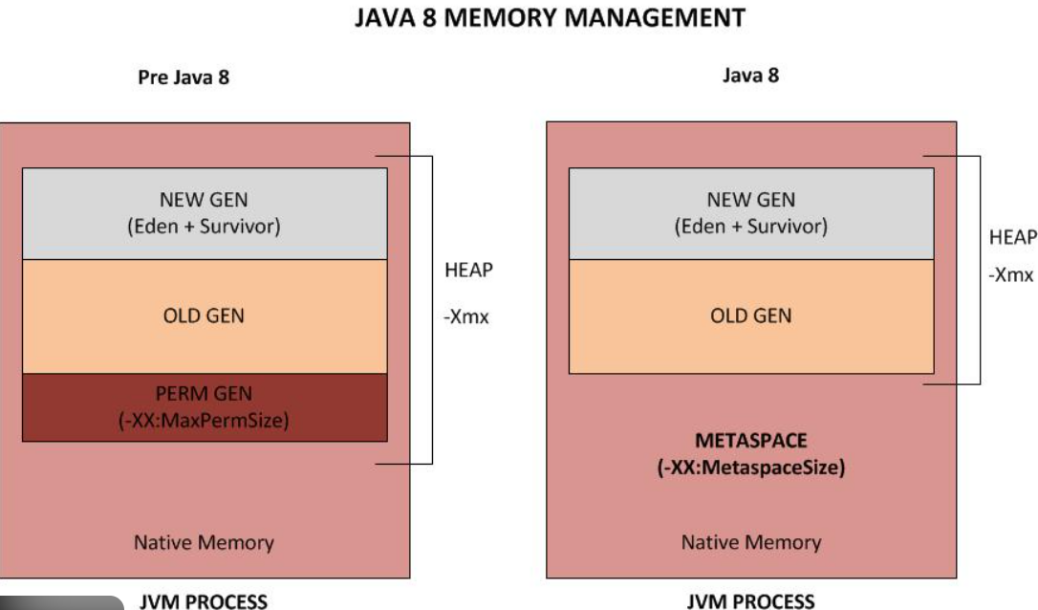 JAVA 8 MEMORY MANAGEMENT
Pre Java 8
NEW GEN
(Eden + Survivor)
OLD GEN
PERM GEN
(-XX:MaxPermSize)
HEAP
-Xmx
Native Memory
JVM PROCESS
Java 8
NEW GEN
(Eden + Survivor)
OLD GEN
HEAP
-Xmx
METASPACE
(-XX:MetaspaceSize)
Native Memory
JVM PROCESS